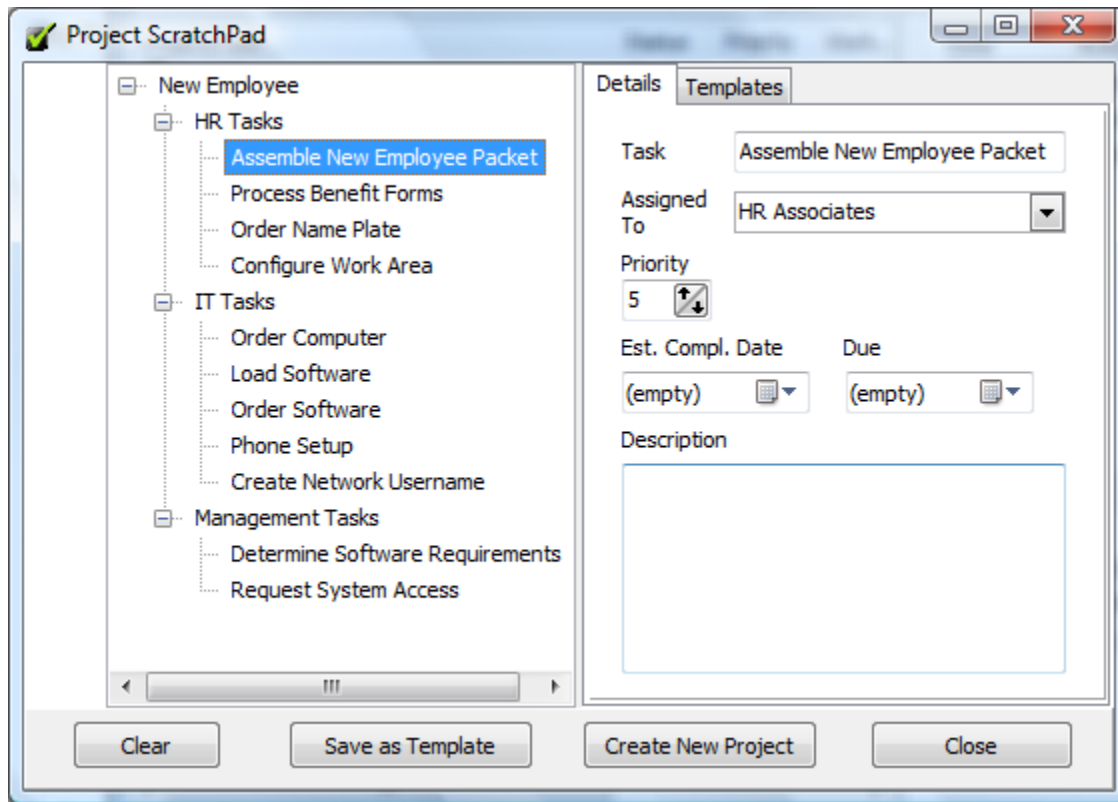 Project ScratchPad
New Employee
HR Tasks
Assemble New Employee Packet
Process Benefit Forms
Order Name Plate
Configure Work Area
IT Tasks
Order Computer
Load Software
Order Software
Phone Setup
Create Network Username
Management Tasks
Determine Software Requirements
Request System Access
Details
Templates
Task
Assemble New Employee Packet
Assigned
To
HR Associates
Priority
5
Est. Compl. Date
Due
(empty)
(empty)
Description
Clear
Save as Template
Create New Project
Close